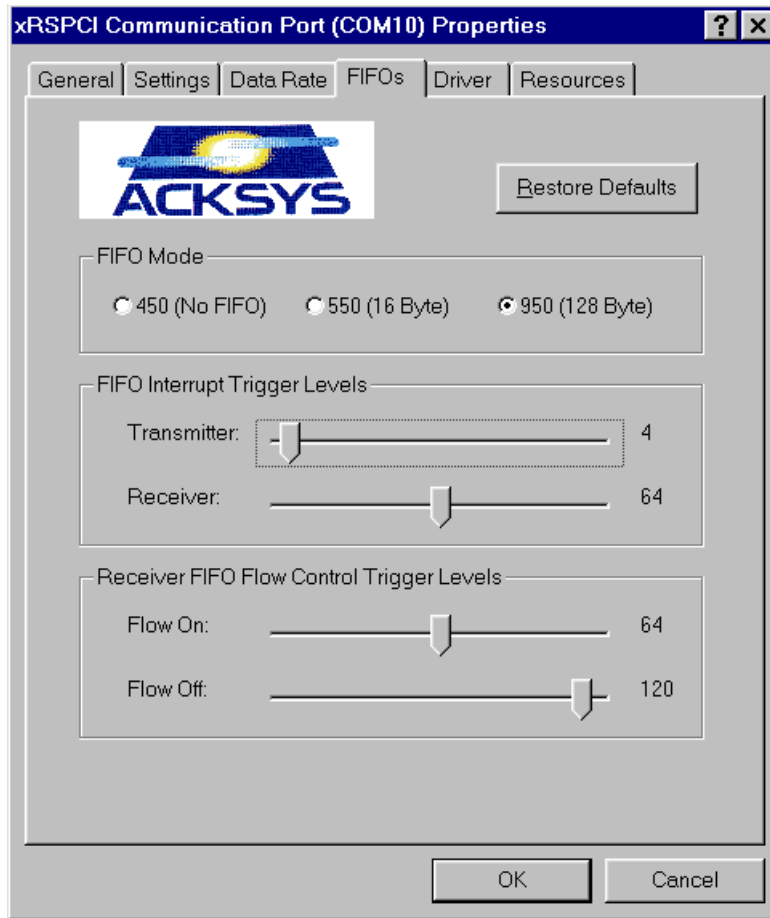 xRSPCI Communication Port (COM10) Properties
General Settings Data Rate FIFOs Driver Resources
ACKSYS
Restore Defaults
FIFO Mode
450 (No FIFO) 550 (16 Byte) 950 (128 Byte)
FIFO Interrupt Trigger Levels
Transmitter: 4
Receiver: 64
Receiver FIFO Flow Control Trigger Levels
Flow On: 64
Flow Off: 120
OK Cancel